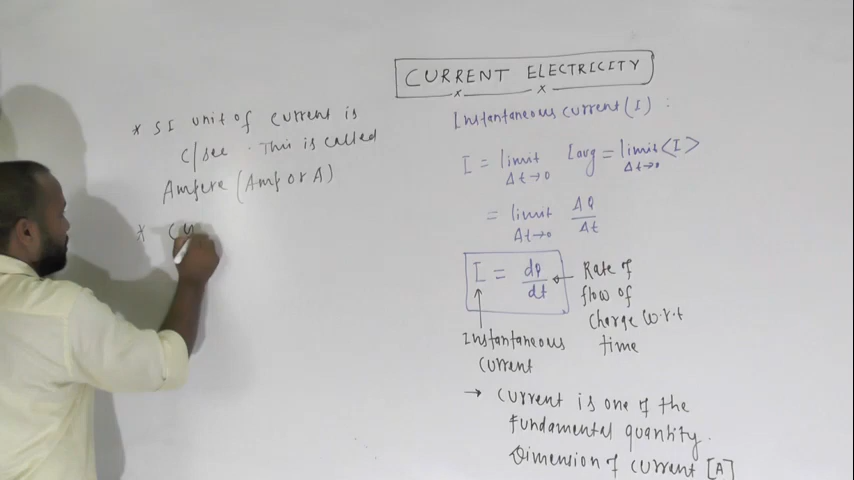 CURRENT ELECTRICITY
* SI unit of current is
C/sec. This is called
Ampere (Amp or A)
* Cu
Instantaneous current (I) :
I = limit Δt→0 Iavg = limit Δt→0 <I>
= limit Δt→0 ΔQ/Δt
I = dq/dt ← Rate of
flow of
charge w.r.t
time
Instantaneous
current
→ current is one of the
fundamental quantity.
Dimension of current [A]